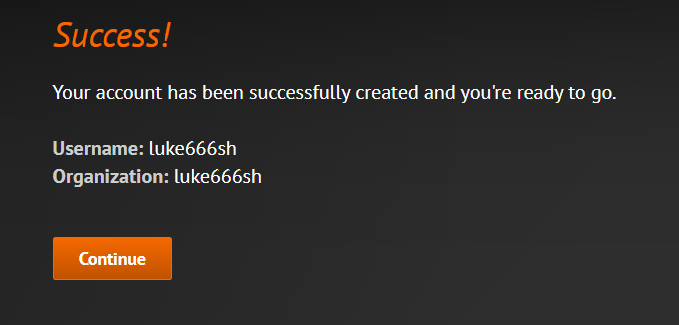 Success!
Your account has been successfully created and you're ready to go.
Username: luke666sh
Organization: luke666sh
Continue